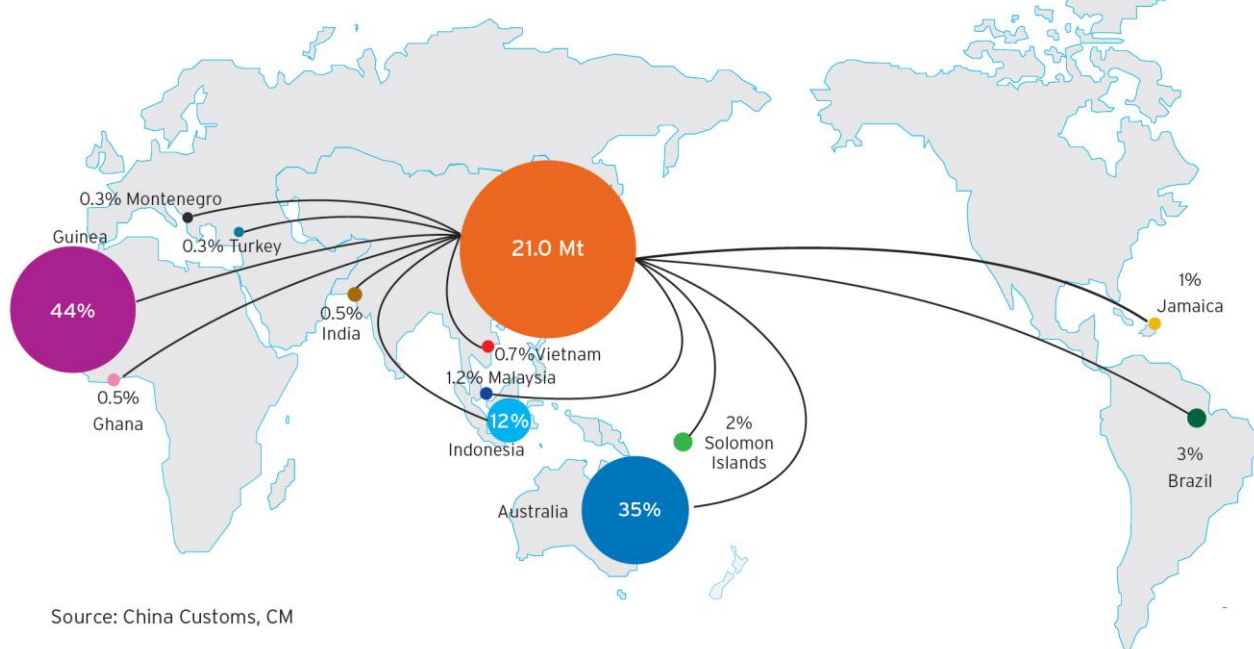 0.3% Montenegro
Guinea
0.3% Turkey
21.0 Mt
44%
0.5%
India
0.7%Vietnam
1.2% Malaysia
0.5%
Ghana
12%
Indonesia
2%
Solomon
Islands
Australia
35%
1%
Jamaica
3%
Brazil
Source: China Customs, CM